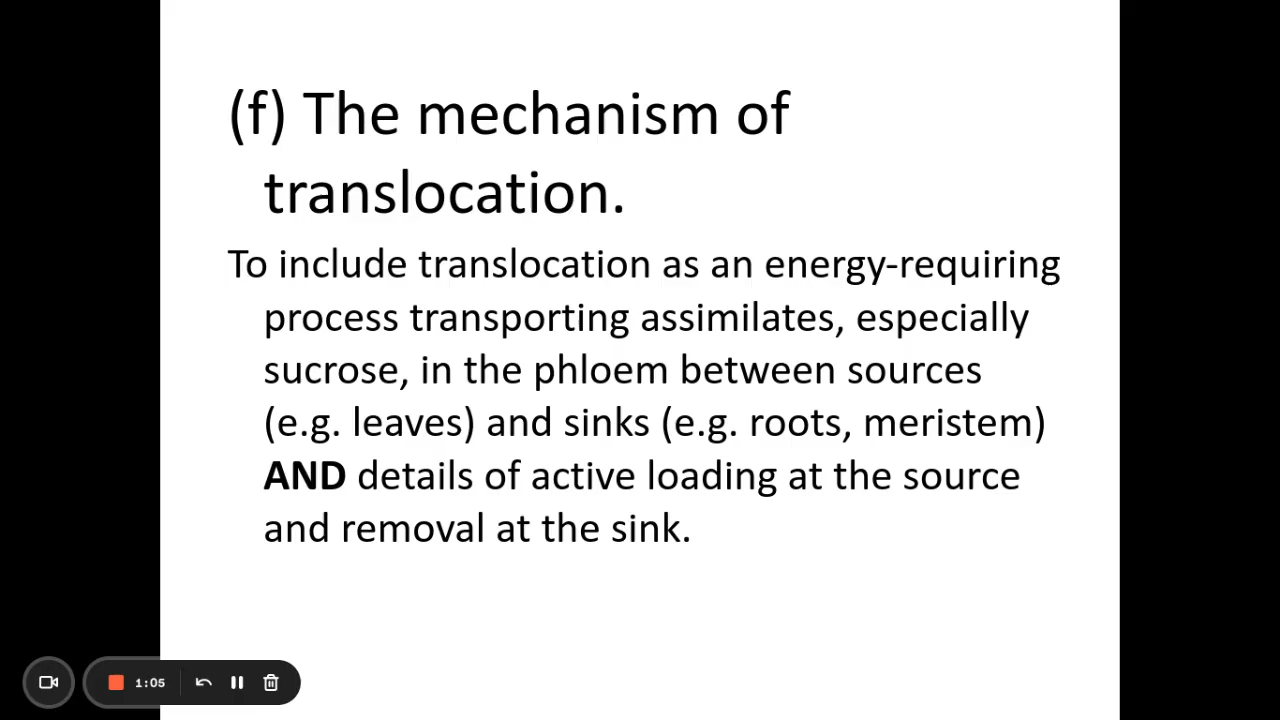 (f) The mechanism of
translocation.
To include translocation as an energy-requiring
process transporting assimilates, especially
sucrose, in the phloem between sources
(e.g. leaves) and sinks (e.g. roots, meristem)
AND details of active loading at the source
and removal at the sink.
1:05